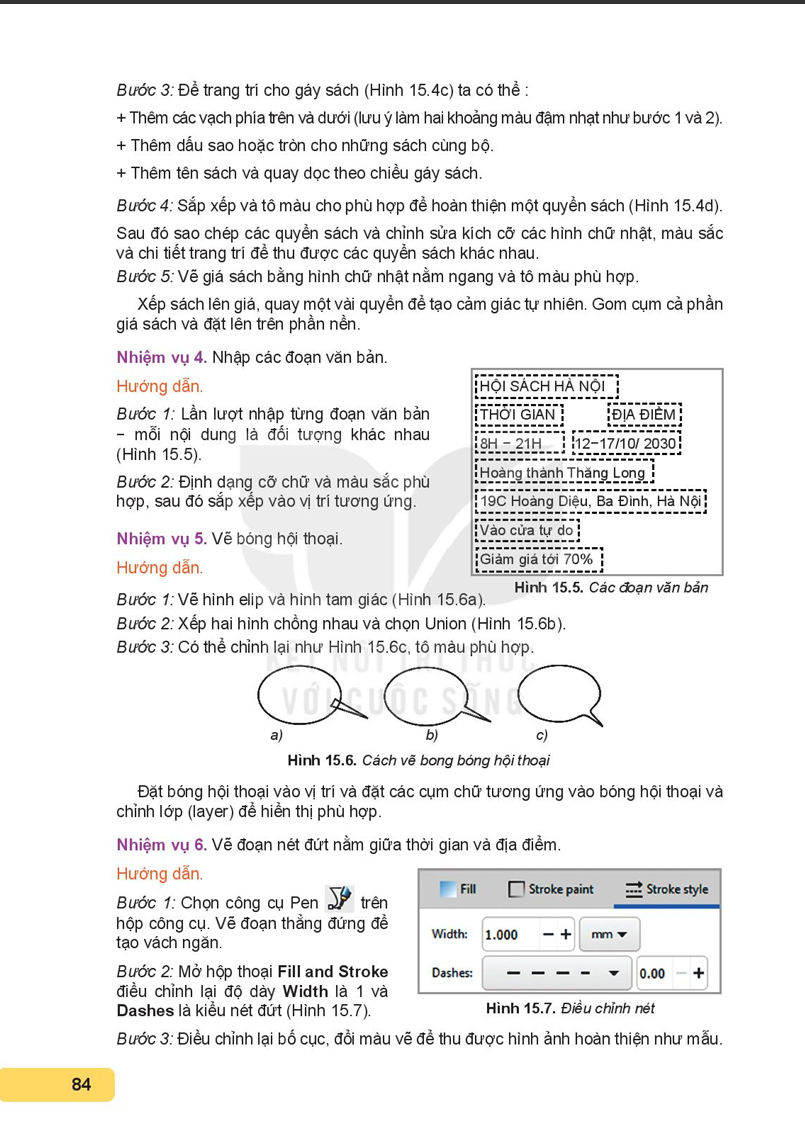 Bước 3: Để trang trí cho gáy sách (Hình 15.4c) ta có thể :
+ Thêm các vạch phía trên và dưới (lưu ý làm hai khoảng màu đậm nhạt như bước 1 và 2).
+ Thêm dấu sao hoặc tròn cho những sách cùng bộ.
+ Thêm tên sách và quay dọc theo chiều gáy sách.
Bước 4: Sắp xếp và tô màu cho phù hợp để hoàn thiện một quyển sách (Hình 15.4d).
Sau đó sao chép các quyển sách và chỉnh sửa kích cỡ các hình chữ nhật, màu sắc
và chi tiết trang trí để thu được các quyển sách khác nhau.
Bước 5: Vẽ giá sách bằng hình chữ nhật nằm ngang và tô màu phù hợp.
Xếp sách lên giá, quay một vài quyển để tạo cảm giác tự nhiên. Gom cụm cả phần
giá sách và đặt lên trên phần nền.
Nhiệm vụ 4. Nhập các đoạn văn bản.
Hướng dẫn.
Bước 1: Lần lượt nhập từng đoạn văn bản
– mỗi nội dung là đối tượng khác nhau
(Hình 15.5).
Bước 2: Định dạng cỡ chữ và màu sắc phù
hợp, sau đó sắp xếp vào vị trí tương ứng.
HỘI SÁCH HÀ NỘI
THỜI GIAN ĐỊA ĐIỂM
8H – 21H 12–17/10/ 2030
Hoàng thành Thăng Long
19C Hoàng Diệu, Ba Đình, Hà Nội
Vào cửa tự do
Giảm giá tới 70%
Hình 15.5. Các đoạn văn bản
Nhiệm vụ 5. Vẽ bóng hội thoại.
Hướng dẫn.
Bước 1: Vẽ hình elip và hình tam giác (Hình 15.6a).
Bước 2: Xếp hai hình chồng nhau và chọn Union (Hình 15.6b).
Bước 3: Có thể chỉnh lại như Hình 15.6c, tô màu phù hợp.
KẾT NỐI TRI THỨC
VỚI CUỘC SỐNG
a) b) c)
Hình 15.6. Cách vẽ bong bóng hội thoại
Đặt bóng hội thoại vào vị trí và đặt các cụm chữ tương ứng vào bóng hội thoại và
chỉnh lớp (layer) để hiển thị phù hợp.
Nhiệm vụ 6. Vẽ đoạn nét đứt nằm giữa thời gian và địa điểm.
Hướng dẫn.
Bước 1: Chọn công cụ Pen trên
hộp công cụ. Vẽ đoạn thẳng đứng để
tạo vách ngăn.
Bước 2: Mở hộp thoại Fill and Stroke
điều chỉnh lại độ dày Width là 1 và
Dashes là kiểu nét đứt (Hình 15.7).
Fill Stroke paint Stroke style
Width: 1.000 − + mm
Dashes: 0.00 − +
Hình 15.7. Điều chỉnh nét
Bước 3: Điều chỉnh lại bố cục, đổi màu vẽ để thu được hình ảnh hoàn thiện như mẫu.
84